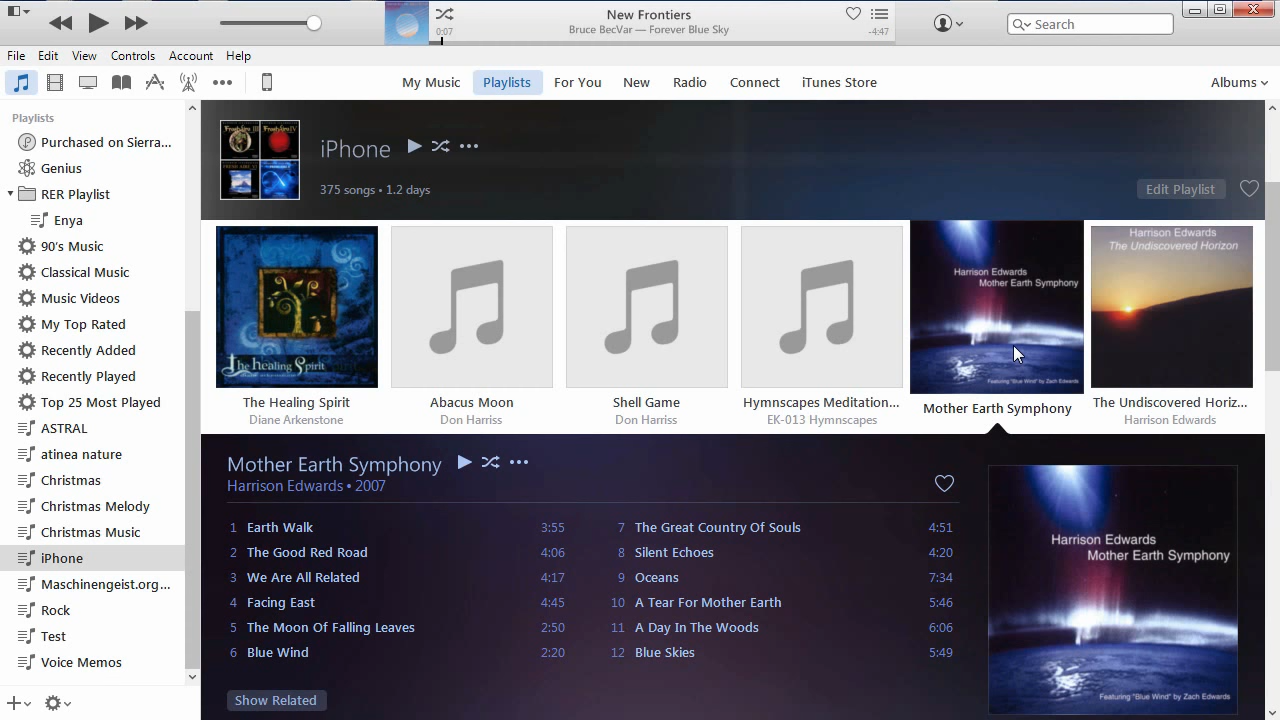 New Frontiers
Bruce BecVar — Forever Blue Sky
0:07
-4:47
Search
File Edit View Controls Account Help
My Music Playlists For You New Radio Connect iTunes Store
Albums
Playlists
Purchased on Sierra...
Genius
RER Playlist
Enya
90's Music
Classical Music
Music Videos
My Top Rated
Recently Added
Recently Played
Top 25 Most Played
ASTRAL
atinea nature
Christmas
Christmas Melody
Christmas Music
iPhone
Maschinengeist.org...
Rock
Test
Voice Memos
iPhone
375 songs • 1.2 days
Edit Playlist
The healing Spirit
Harrison Edwards
Mother Earth Symphony
Featuring "Blue Wind" by Zach Edwards
Harrison Edwards
The Undiscovered Horizon
The Healing Spirit
Diane Arkenstone
Abacus Moon
Don Harriss
Shell Game
Don Harriss
Hymnscapes Meditation...
EK-013 Hymnscapes
Mother Earth Symphony
The Undiscovered Horiz...
Harrison Edwards
Mother Earth Symphony
Harrison Edwards • 2007
1 Earth Walk 3:55
2 The Good Red Road 4:06
3 We Are All Related 4:17
4 Facing East 4:45
5 The Moon Of Falling Leaves 2:50
6 Blue Wind 2:20
7 The Great Country Of Souls 4:51
8 Silent Echoes 4:20
9 Oceans 7:34
10 A Tear For Mother Earth 5:46
11 A Day In The Woods 6:06
12 Blue Skies 5:49
Show Related
Harrison Edwards
Mother Earth Symphony
Featuring "Blue Wind" by Zach Edwards